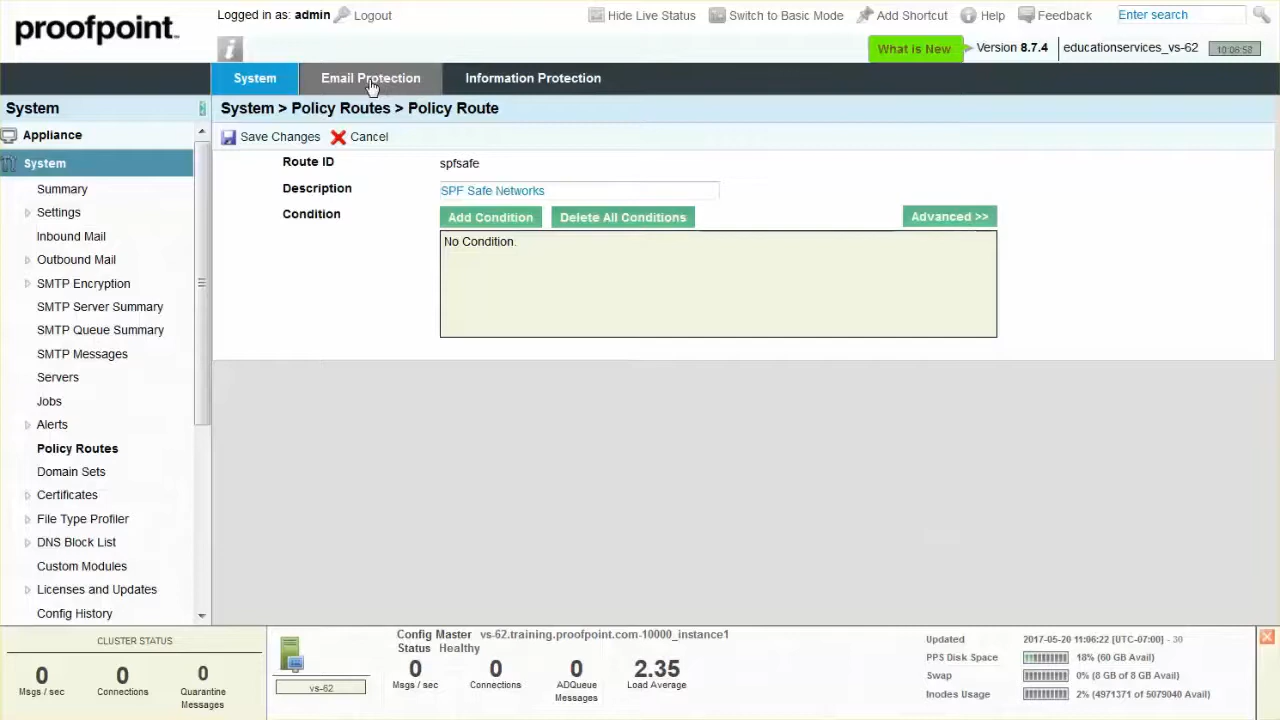 proofpoint.
Logged in as: admin Logout
Hide Live Status Switch to Basic Mode Add Shortcut Help Feedback Enter search
What is New Version 8.7.4 educationservices_vs-62 10:06:58
System Email Protection Information Protection
System
System > Policy Routes > Policy Route
Appliance
Save Changes Cancel
System
Route ID spfsafe
Summary
Description SPF Safe Networks
Settings
Condition Add Condition Delete All Conditions Advanced >>
Inbound Mail
No Condition.
Outbound Mail
SMTP Encryption
SMTP Server Summary
SMTP Queue Summary
SMTP Messages
Servers
Jobs
Alerts
Policy Routes
Domain Sets
Certificates
File Type Profiler
DNS Block List
Custom Modules
Licenses and Updates
Config History
CLUSTER STATUS
0 0 0
Msgs / sec Connections Quarantine Messages
vs-62
Config Master vs-62.training.proofpoint.com-10000_instance1
Status Healthy
0 0 0 2.35
Msgs / sec Connections ADQueue Messages Load Average
Updated 2017-05-20 11:06:22 [UTC-07:00] - 30
PPS Disk Space 18% (60 GB Avail)
Swap 0% (8 GB of 8 GB Avail)
Inodes Usage 2% (4971371 of 5079040 Avail)